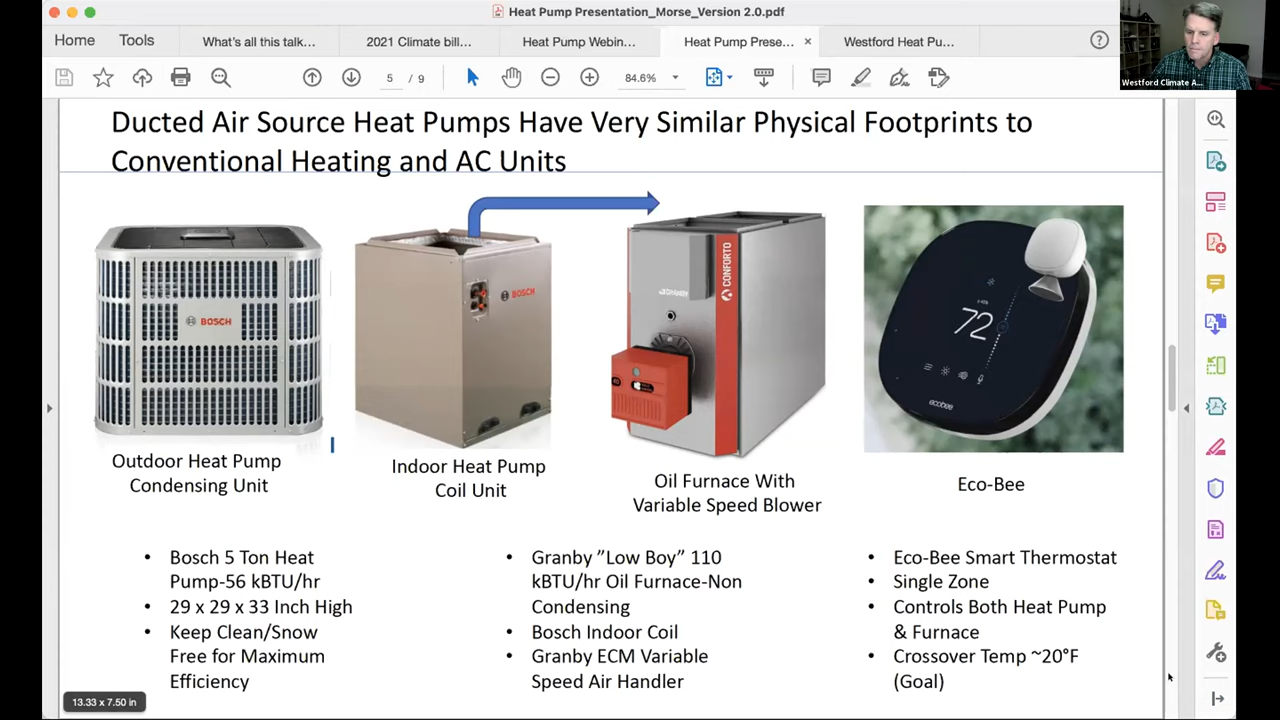 Heat Pump Presentation_Morse_Version 2.0.pdf
Home
Tools
What's all this talk...
2021 Climate bill...
Heat Pump Webin...
Heat Pump Prese...
Westford Heat Pu...
5 / 9
84.6%
Westford Climate A...
Ducted Air Source Heat Pumps Have Very Similar Physical Footprints to
Conventional Heating and AC Units
BOSCH
BOSCH
GRANBY
CONFORTO
72
ecobee
Outdoor Heat Pump
Condensing Unit
Indoor Heat Pump
Coil Unit
Oil Furnace With
Variable Speed Blower
Eco-Bee
• Bosch 5 Ton Heat
Pump-56 kBTU/hr
• 29 x 29 x 33 Inch High
• Keep Clean/Snow
Free for Maximum
Efficiency
• Granby ”Low Boy” 110
kBTU/hr Oil Furnace-Non
Condensing
• Bosch Indoor Coil
• Granby ECM Variable
Speed Air Handler
• Eco-Bee Smart Thermostat
• Single Zone
• Controls Both Heat Pump
& Furnace
• Crossover Temp ~20°F
(Goal)
13.33 x 7.50 in